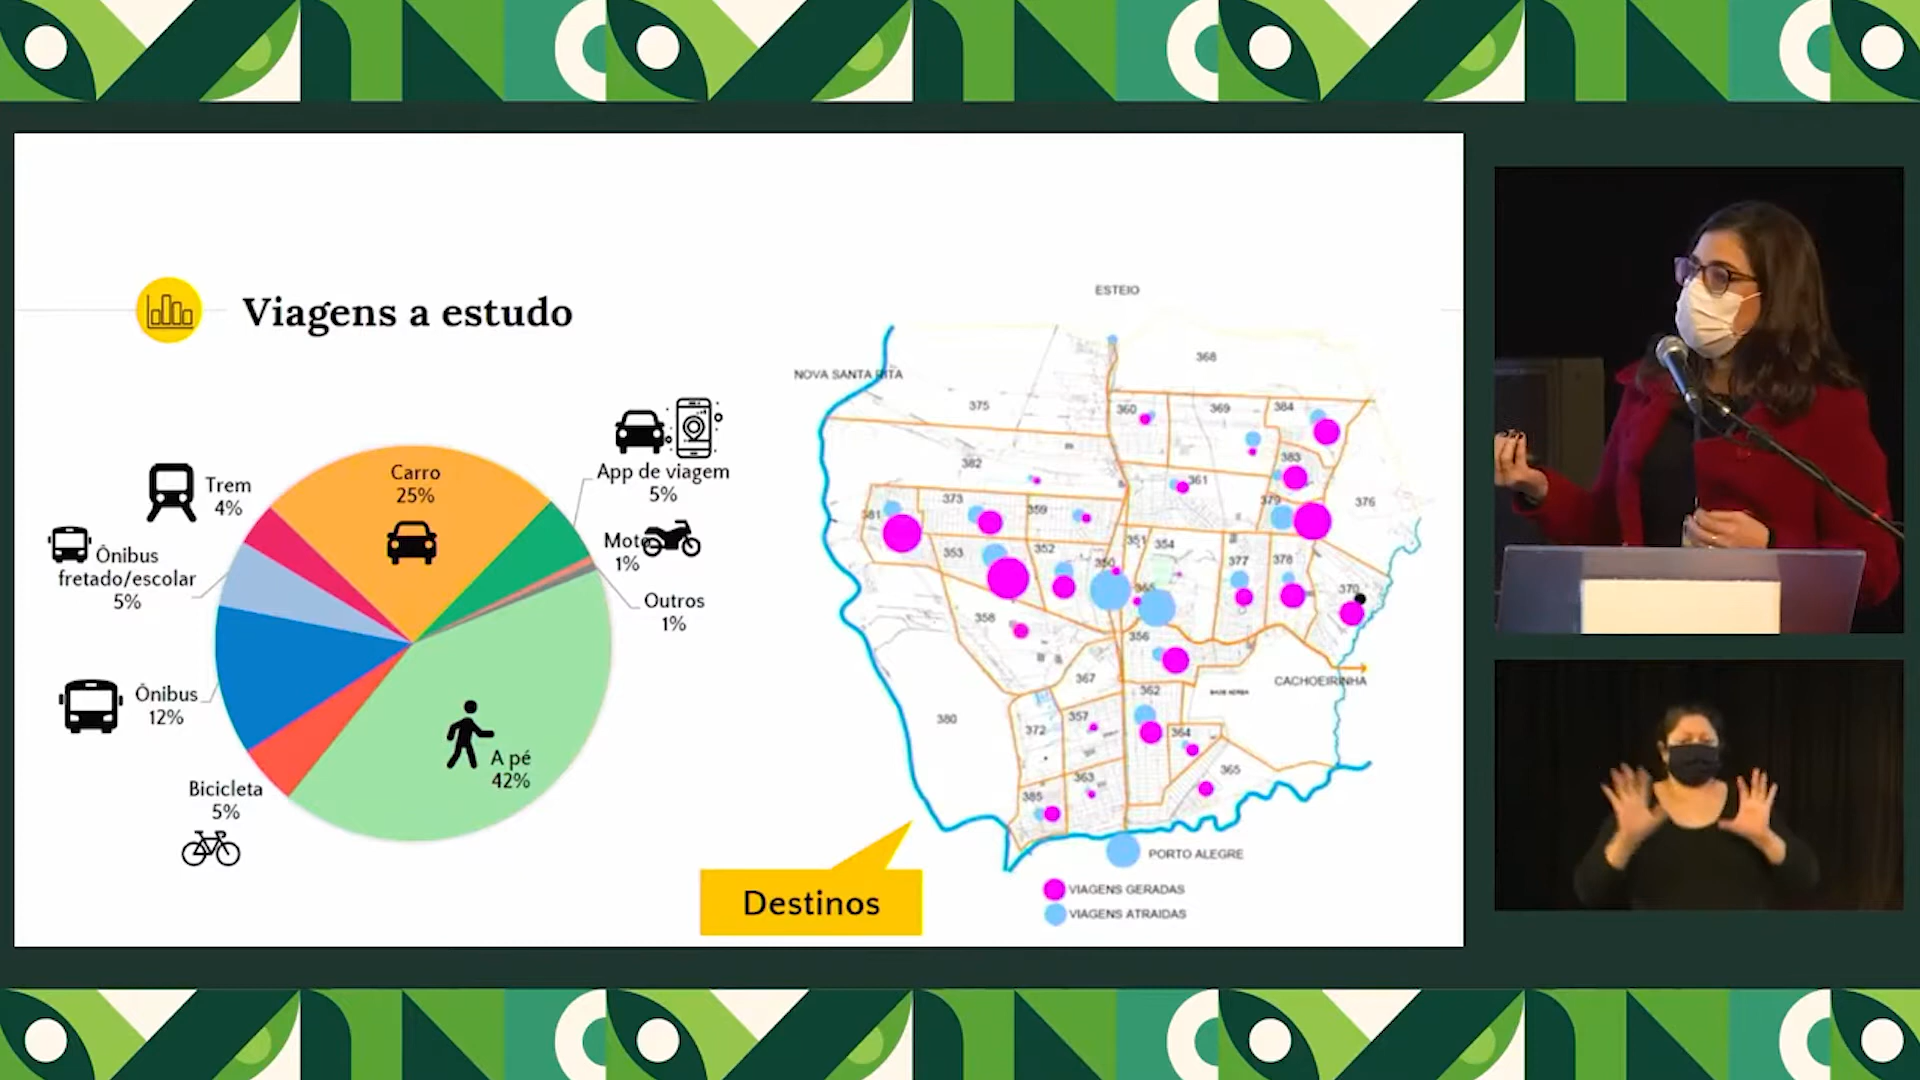 Viagens a estudo
Carro
25%
App de viagem
5%
Moto
1%
Outros
1%
A pé
42%
Bicicleta
5%
Ônibus
12%
Ônibus
fretado/escolar
5%
Trem
4%
Destinos
ESTEIO
NOVA SANTA RITA
368
375
360
369
384
382
383
361
376
379
373
381
359
351
354
353
352
350
377
378
370
358
356
367
CACHOEIRINHA
362
380
357
372
364
363
365
385
PORTO ALEGRE
VIAGENS GERADAS
VIAGENS ATRAIDAS